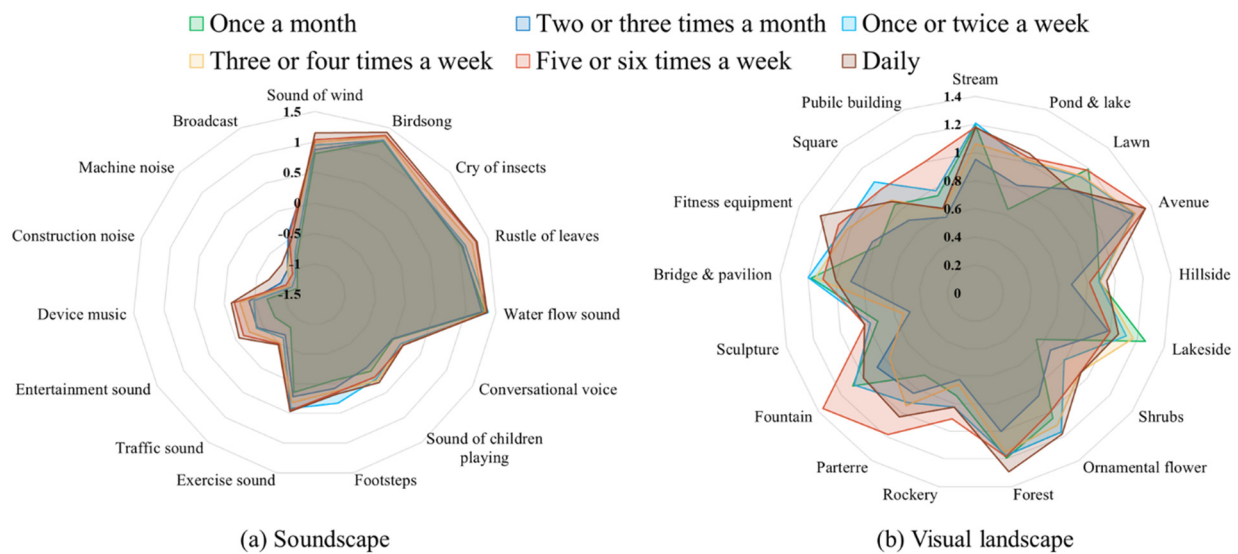 Once a month
Two or three times a month
Once or twice a week
Three or four times a week
Five or six times a week
Daily
Sound of wind
Birdsong
Cry of insects
Rustle of leaves
Water flow sound
Conversational voice
Sound of children
playing
Footsteps
Exercise sound
Traffic sound
Entertainment sound
Device music
Construction noise
Machine noise
Broadcast
1.5
1
0.5
0
-0.5
-1
-1.5
(a) Soundscape
Stream
Pond & lake
Lawn
Avenue
Hillside
Lakeside
Shrubs
Ornamental flower
Forest
Rockery
Parterre
Fountain
Sculpture
Bridge & pavilion
Fitness equipment
Square
Pubilc building
1.4
1.2
1
0.8
0.6
0.4
0.2
0
(b) Visual landscape